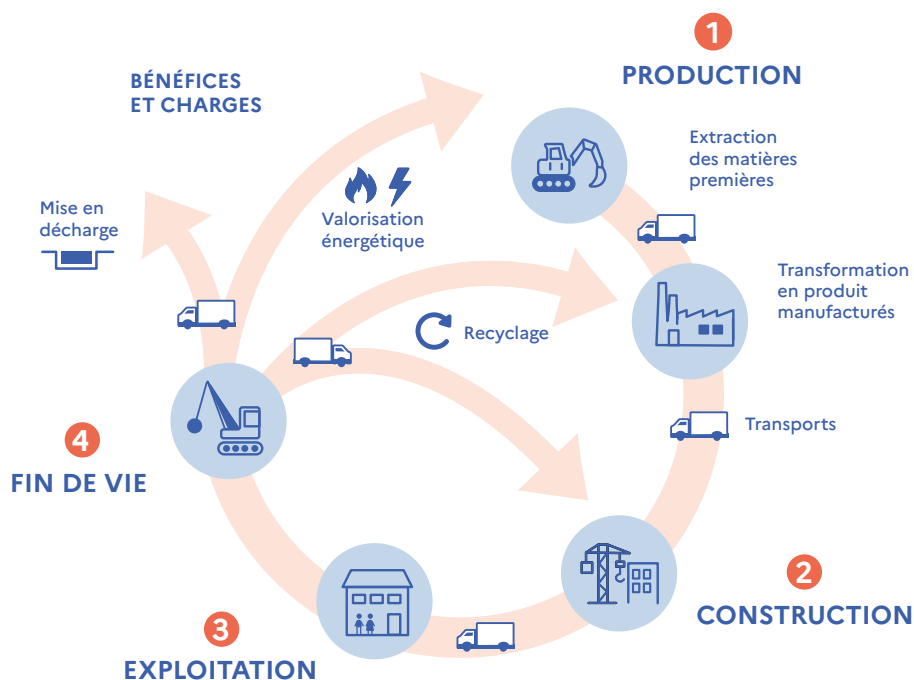 1
PRODUCTION
BÉNÉFICES
ET CHARGES
Extraction
des matières
premières
Mise en
décharge
Valorisation
énergétique
Transformation
en produit
manufacturés
Recyclage
Transports
4
FIN DE VIE
2
CONSTRUCTION
3
EXPLOITATION